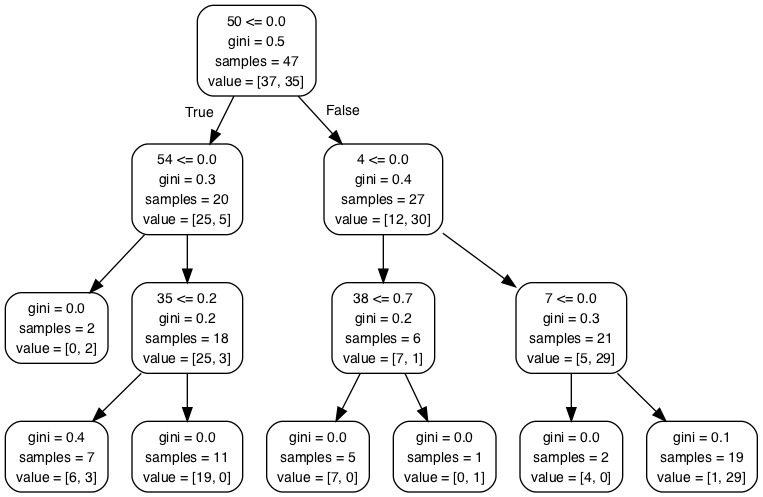 50 <= 0.0
gini = 0.5
samples = 47
value = [37, 35]
True
False
54 <= 0.0
gini = 0.3
samples = 20
value = [25, 5]
4 <= 0.0
gini = 0.4
samples = 27
value = [12, 30]
gini = 0.0
samples = 2
value = [0, 2]
35 <= 0.2
gini = 0.2
samples = 18
value = [25, 3]
38 <= 0.7
gini = 0.2
samples = 6
value = [7, 1]
7 <= 0.0
gini = 0.3
samples = 21
value = [5, 29]
gini = 0.4
samples = 7
value = [6, 3]
gini = 0.0
samples = 11
value = [19, 0]
gini = 0.0
samples = 5
value = [7, 0]
gini = 0.0
samples = 1
value = [0, 1]
gini = 0.0
samples = 2
value = [4, 0]
gini = 0.1
samples = 19
value = [1, 29]